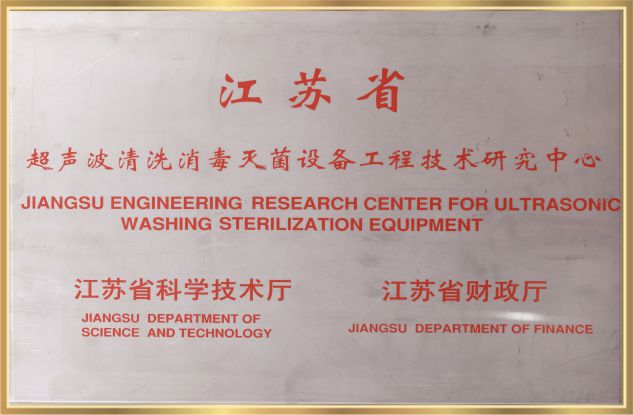 江苏省
超声波清洗消毒灭菌设备工程技术研究中心
JIANGSU ENGINEERING RESEARCH CENTER FOR ULTRASONIC
WASHING STERILIZATION EQUIPMENT
江苏省科学技术厅
JIANGSU DEPARTMENT OF
SCIENCE AND TECHNOLOGY
江苏省财政厅
JIANGSU DEPARTMENT OF FINANCE